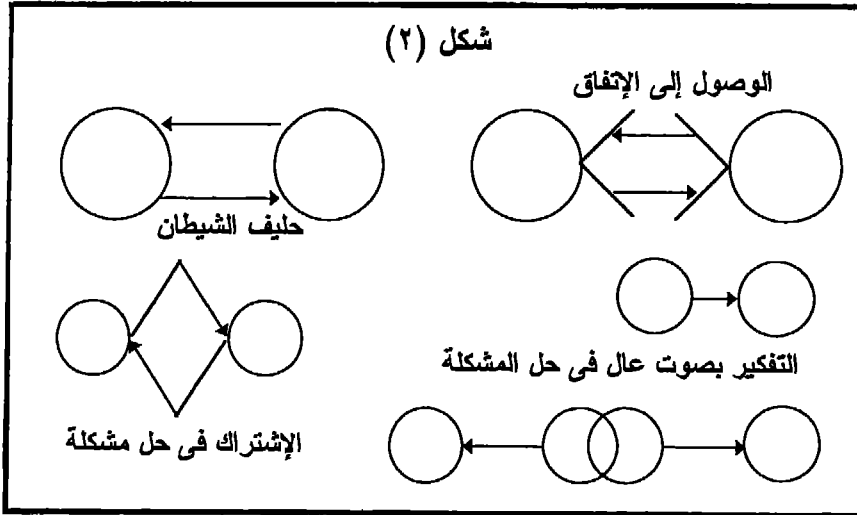 شكل (٢)
الوصول إلى الإتفاق
حليف الشيطان
التفكير بصوت عال فى حل المشكلة
الإشتراك فى حل مشكلة